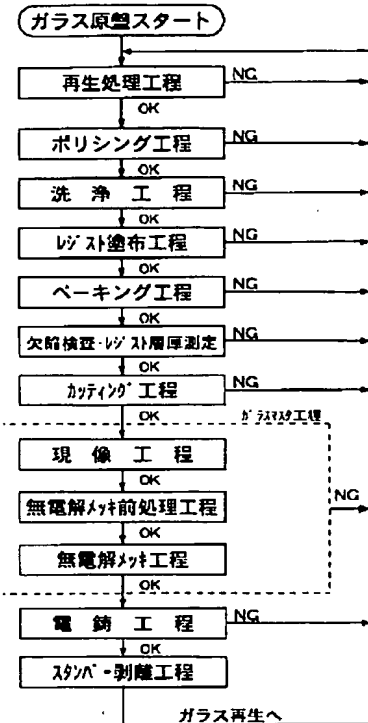 ガラス原盤スタート
再生処理工程
NG
OK
ポリシング工程
NG
OK
洗浄工程
NG
OK
レジスト塗布工程
NG
OK
ベーキング工程
NG
OK
欠陥検査・レジスト層厚測定
NG
OK
カッティング工程
NG
OK
ガラスマスタ工程
現像工程
OK
無電解メッキ前処理工程
NG
OK
無電解メッキ工程
OK
電鋳工程
NG
OK
スタンパー剥離工程
ガラス再生へ